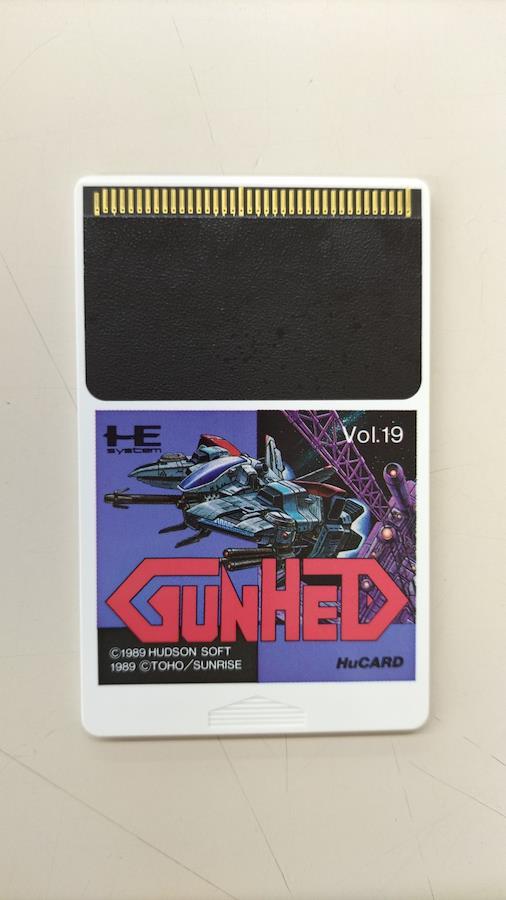 HE
system
Vol.19
GUNHED
©1989 HUDSON SOFT
1989 ©TOHO/SUNRISE
HuCARD